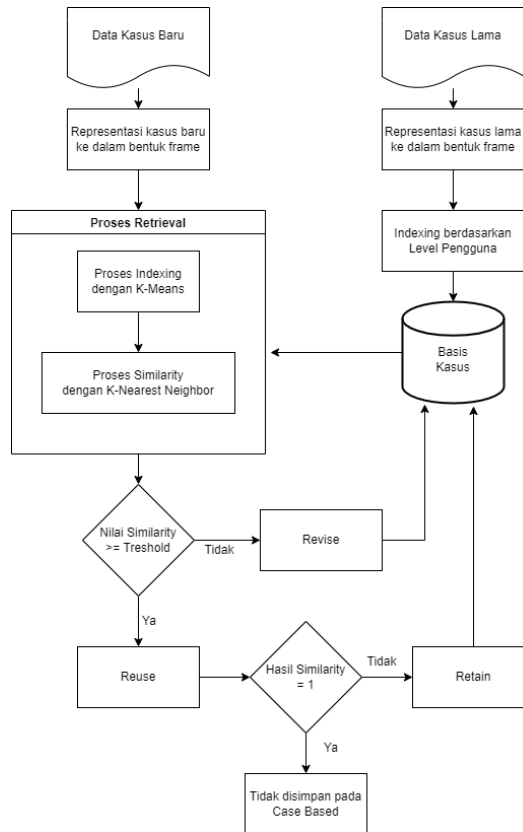 Data Kasus Baru
Data Kasus Lama
Representasi kasus baru
ke dalam bentuk frame
Representasi kasus lama
ke dalam bentuk frame
Proses Retrieval
Indexing berdasarkan
Level Pengguna
Proses Indexing
dengan K-Means
Basis
Kasus
Proses Similarity
dengan K-Nearest Neighbor
Nilai Similarity
>= Treshold
Tidak
Revise
Ya
Reuse
Hasil Similarity
= 1
Tidak
Retain
Ya
Tidak disimpan pada
Case Based